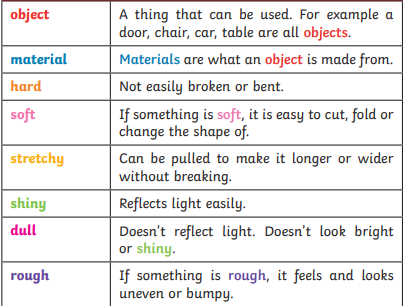 object
A thing that can be used. For example a
door, chair, car, table are all objects.
material
Materials are what an object is made from.
hard
Not easily broken or bent.
soft
If something is soft, it is easy to cut, fold or
change the shape of.
stretchy
Can be pulled to make it longer or wider
without breaking.
shiny
Reflects light easily.
dull
Doesn't reflect light. Doesn't look bright
or shiny.
rough
If something is rough, it feels and looks
uneven or bumpy.